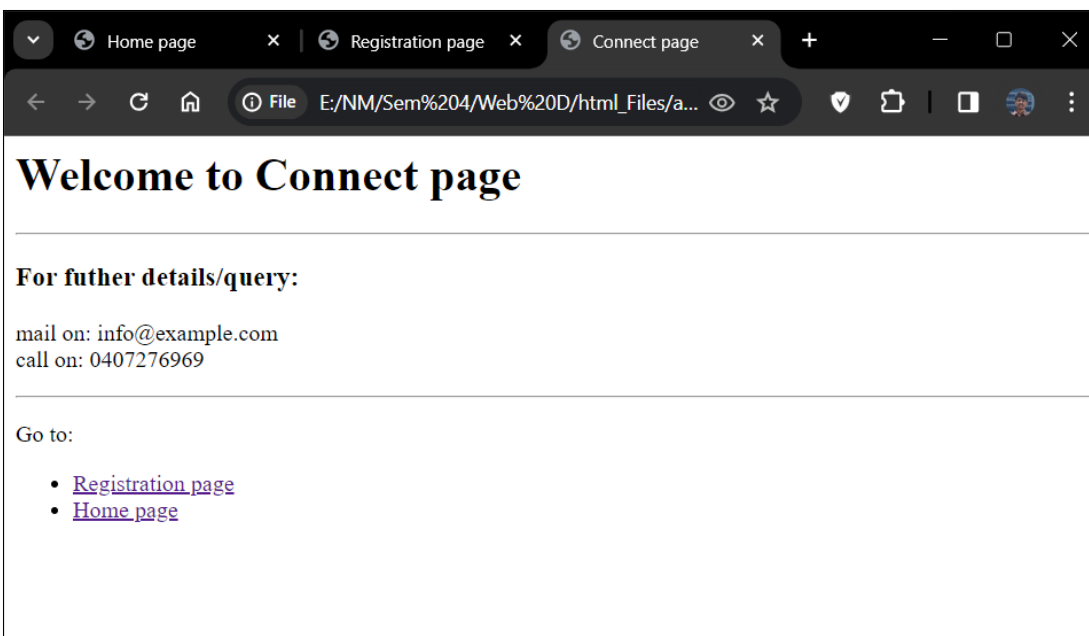 Home page
Registration page
Connect page
File E:/NM/Sem%204/Web%20D/html_Files/a...
Welcome to Connect page
For futher details/query:
mail on: info@example.com
call on: 0407276969
Go to:
Registration page
Home page